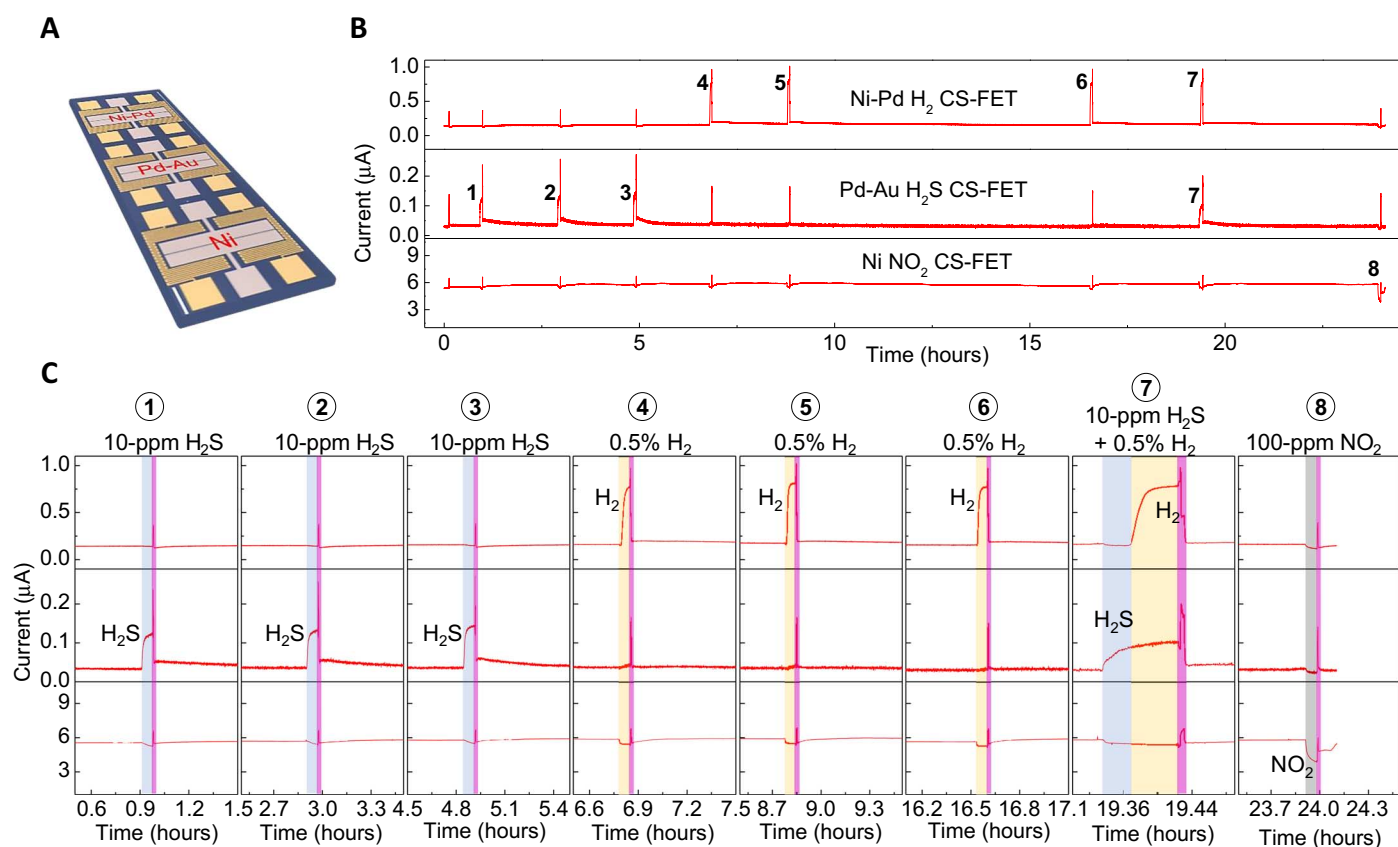 A
Ni-Pd
Pd-Au
Ni
B
Current (μA)
1.0
0.5
0.0
4
5
6
7
Ni-Pd H₂ CS-FET
0.2
0.1
0.0
1
2
3
7
Pd-Au H₂S CS-FET
9
6
3
Ni NO₂ CS-FET
8
0
5
10
15
20
Time (hours)
C
1
2
3
4
5
6
7
8
10-ppm H₂S
10-ppm H₂S
10-ppm H₂S
0.5% H₂
0.5% H₂
0.5% H₂
10-ppm H₂S
+ 0.5% H₂
100-ppm NO₂
Current (μA)
1.0
0.5
0.0
H₂
H₂
H₂
H₂
0.2
0.1
0.0
H₂S
H₂S
H₂S
H₂S
9
6
3
NO₂
0.6 0.9 1.2 1.5
2.7 3.0 3.3 4.5
4.8 5.1 5.4
6.6 6.9 7.2 7.5
8.7 9.0 9.3
16.2 16.5 16.8 17.1
19.36 19.44
23.7 24.0 24.3
Time (hours)
Time (hours)
Time (hours)
Time (hours)
Time (hours)
Time (hours)
Time (hours)
Time (hours)